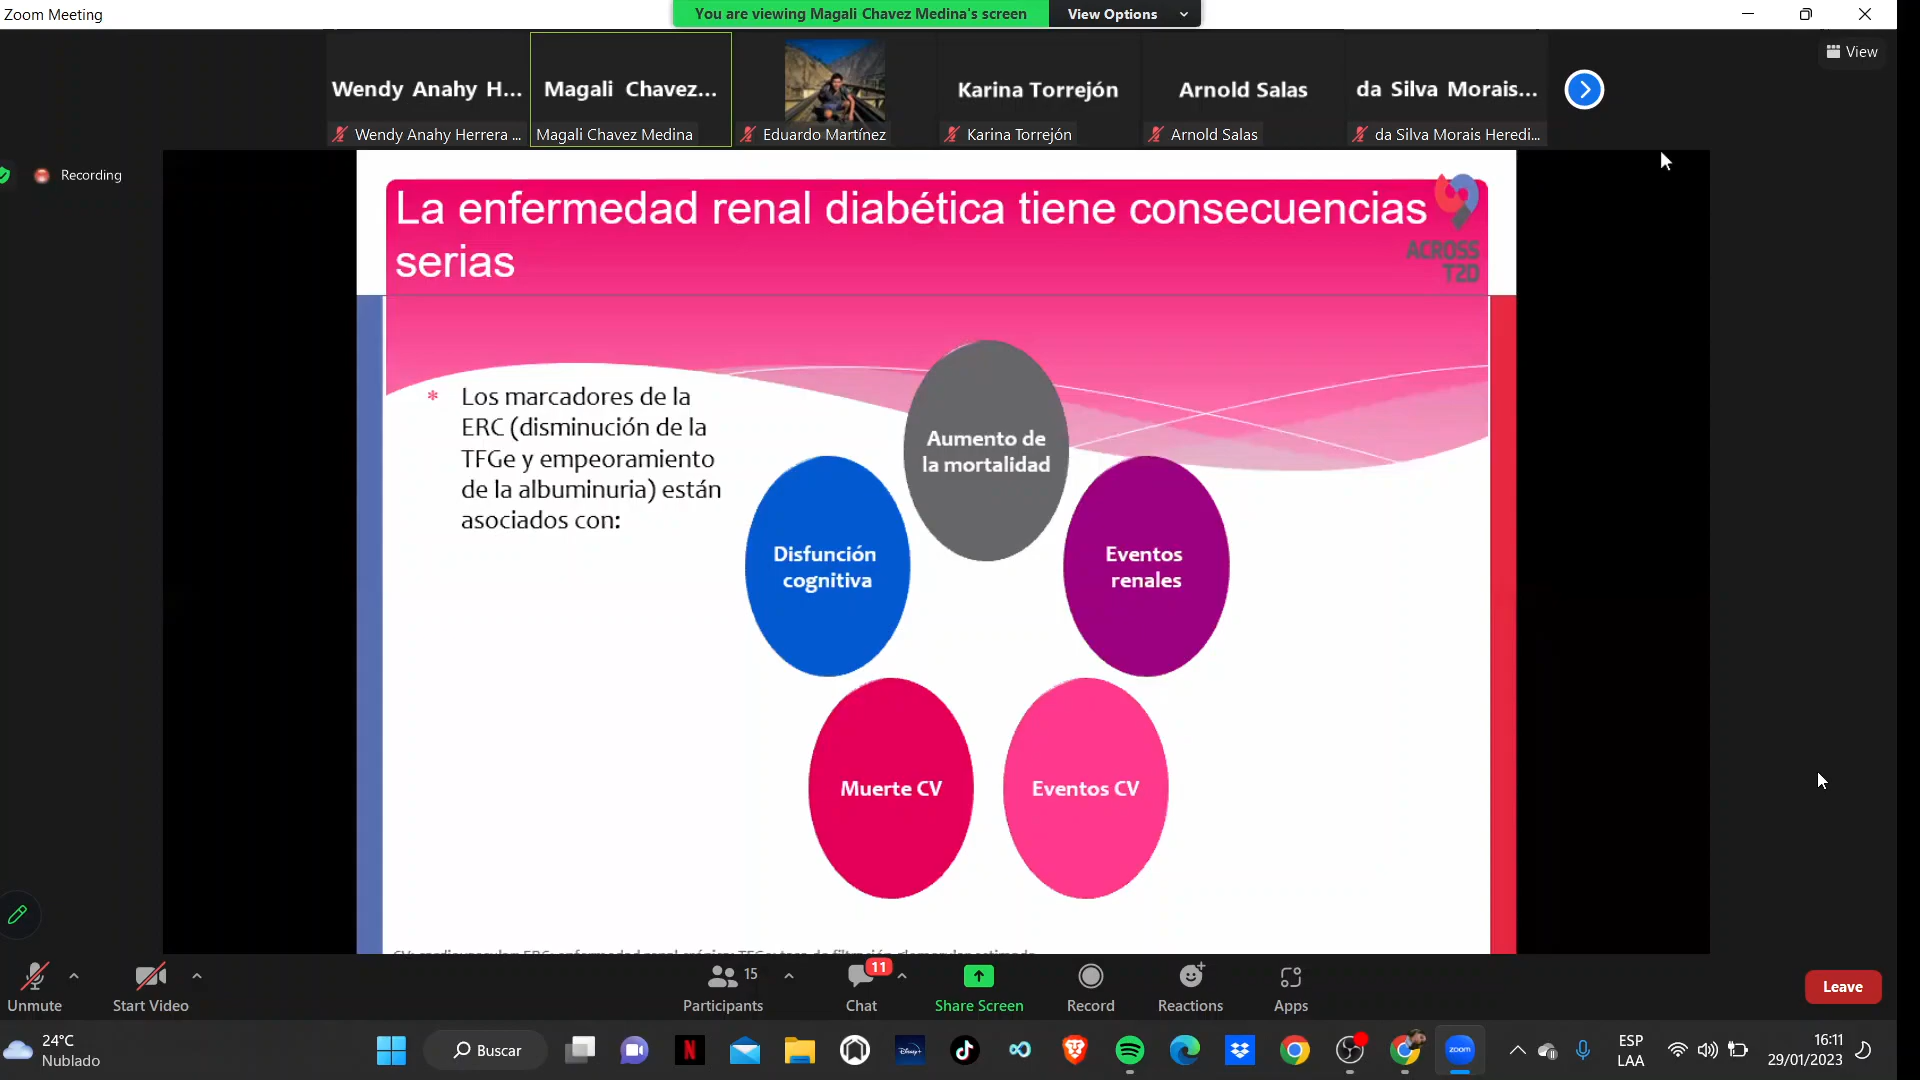 Zoom Meeting
You are viewing Magali Chavez Medina's screen
View Options
View
Wendy Anahy H...
Magali Chavez...
Karina Torrejón
Arnold Salas
da Silva Morais...
Wendy Anahy Herrera ...
Magali Chavez Medina
Eduardo Martínez
Karina Torrejón
Arnold Salas
da Silva Morais Heredi...
Recording
La enfermedad renal diabética tiene consecuencias
serias
ACROSS
T2D
* Los marcadores de la
ERC (disminución de la
TFGe y empeoramiento
de la albuminuria) están
asociados con:
Aumento de
la mortalidad
Disfunción
cognitiva
Eventos
renales
Muerte CV
Eventos CV
Unmute
Start Video
15
Participants
11
Chat
Share Screen
Record
Reactions
Apps
Leave
24°C
Nublado
Buscar
N
Disney+
zoom
ESP
LAA
16:11
29/01/2023